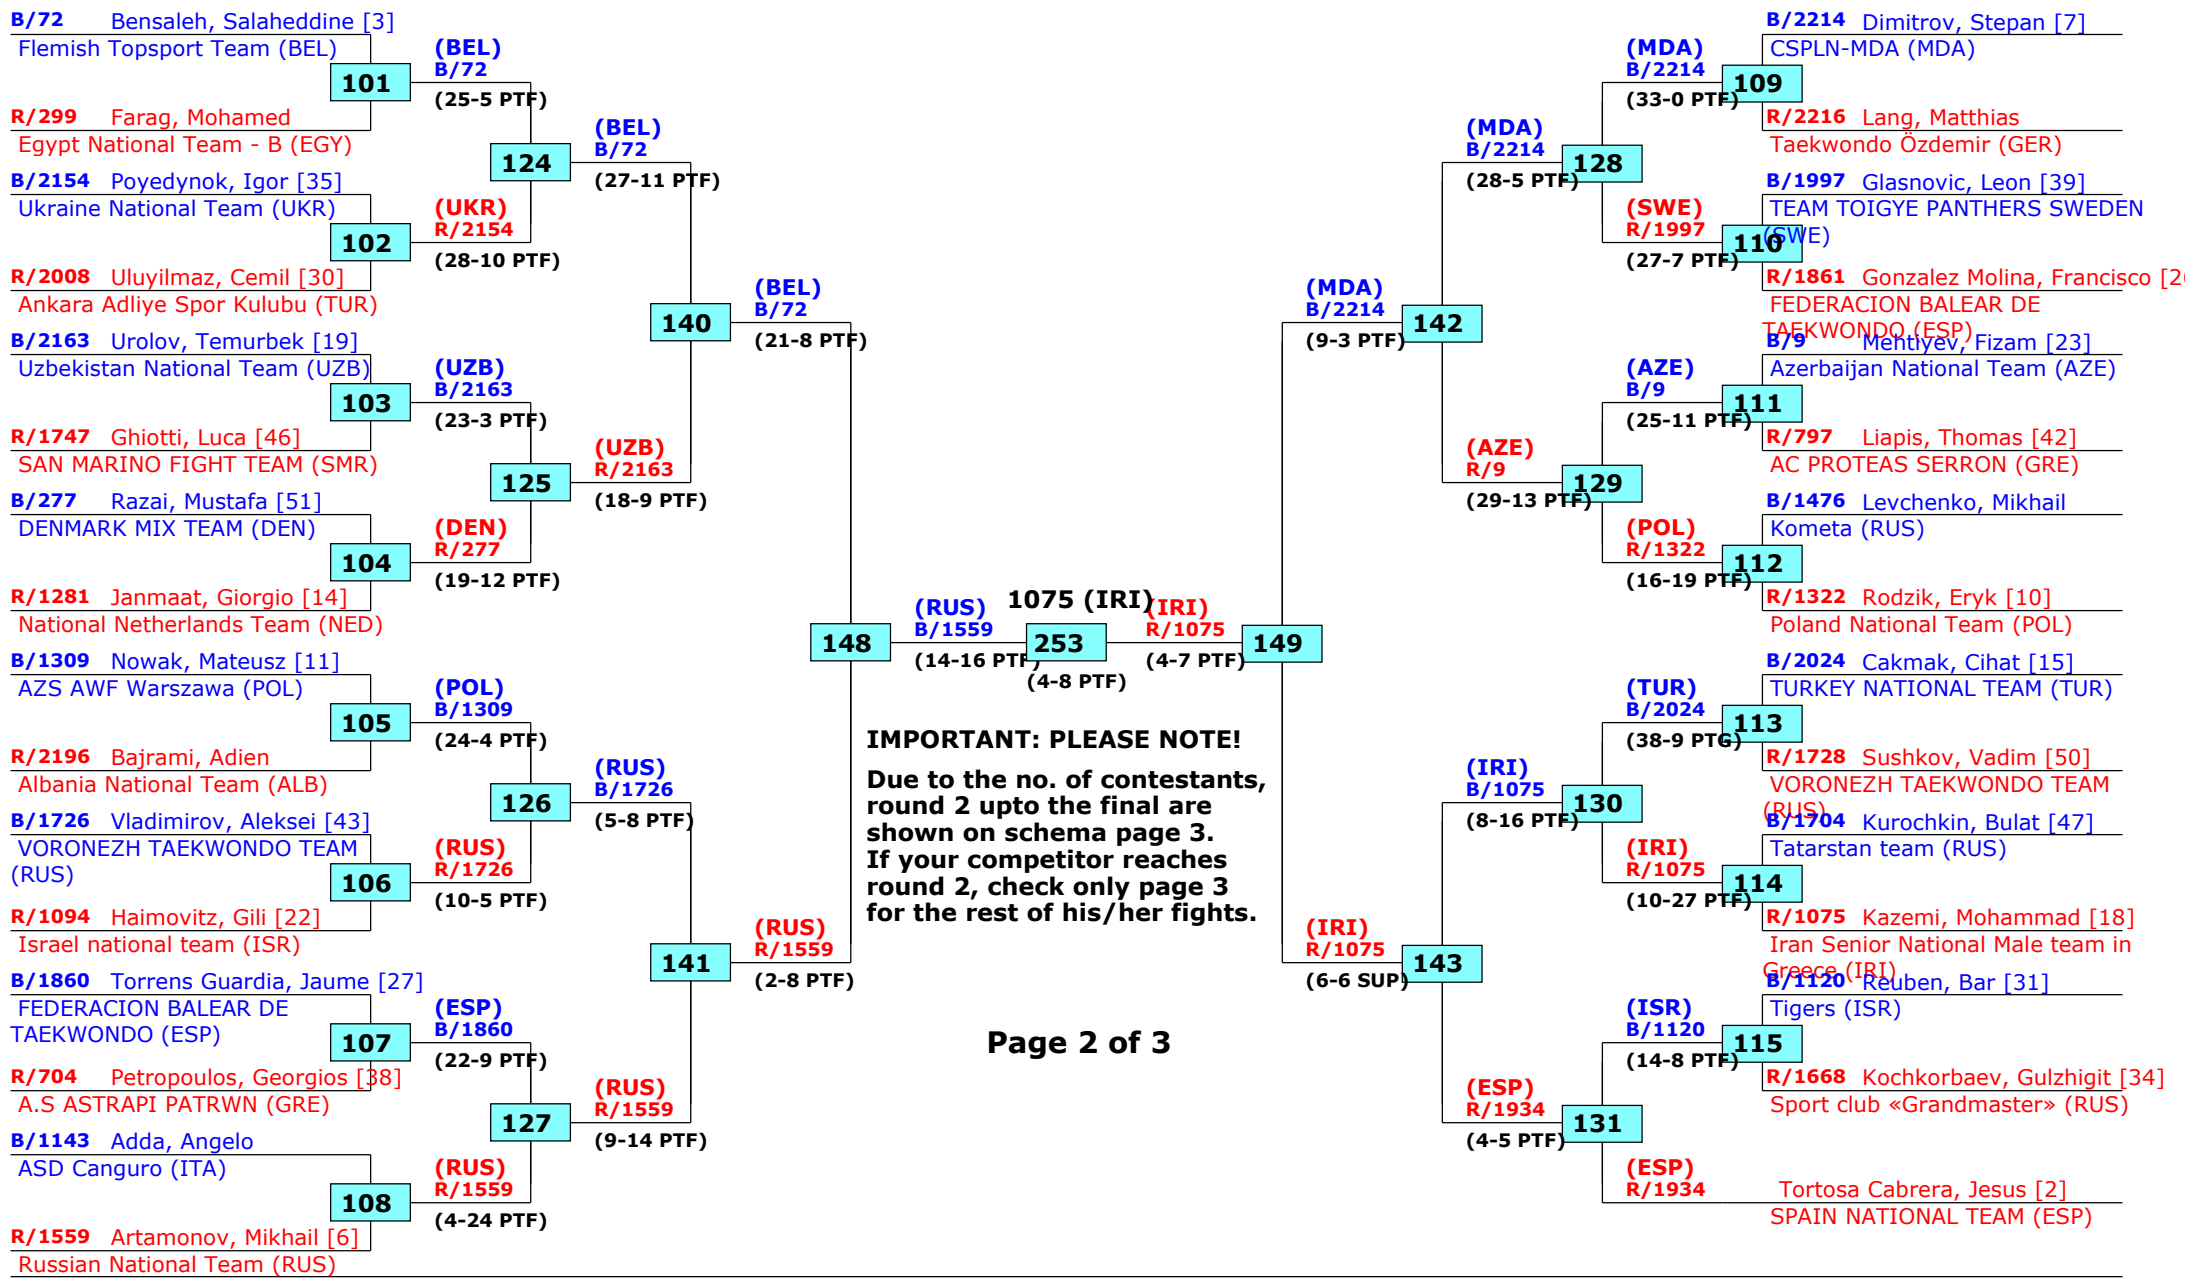 B/72 Bensaleh, Salaheddine [3]
Flemish Topsport Team (BEL)
101
R/299 Farag, Mohamed
Egypt National Team - B (EGY)
B/2154 Poyedynok, Igor [35]
Ukraine National Team (UKR)
102
R/2008 Uluyilmaz, Cemil [30]
Ankara Adliye Spor Kulubu (TUR)
B/2163 Urolov, Temurbek [19]
Uzbekistan National Team (UZB)
103
R/1747 Ghiotti, Luca [46]
SAN MARINO FIGHT TEAM (SMR)
B/277 Razai, Mustafa [51]
DENMARK MIX TEAM (DEN)
104
R/1281 Janmaat, Giorgio [14]
National Netherlands Team (NED)
B/1309 Nowak, Mateusz [11]
AZS AWF Warszawa (POL)
105
R/2196 Bajrami, Adien
Albania National Team (ALB)
B/1726 Vladimirov, Aleksei [43]
VORONEZH TAEKWONDO TEAM
(RUS)
106
R/1094 Haimovitz, Gili [22]
Israel national team (ISR)
B/1860 Torrens Guardia, Jaume [27]
FEDERACION BALEAR DE
TAEKWONDO (ESP)
107
R/704 Petropoulos, Georgios [38]
A.S ASTRAPI PATRWN (GRE)
B/1143 Adda, Angelo
ASD Canguro (ITA)
108
R/1559 Artamonov, Mikhail [6]
Russian National Team (RUS)
(BEL)
B/72
(25-5 PTF)
124
(UKR)
R/2154
(28-10 PTF)
(UZB)
B/2163
(23-3 PTF)
125
(DEN)
R/277
(19-12 PTF)
(POL)
B/1309
(24-4 PTF)
126
(RUS)
R/1726
(10-5 PTF)
(ESP)
B/1860
(22-9 PTF)
127
(RUS)
R/1559
(4-24 PTF)
(BEL)
B/72
(27-11 PTF)
140
(UZB)
R/2163
(18-9 PTF)
(RUS)
B/1726
(5-8 PTF)
141
(RUS)
R/1559
(9-14 PTF)
(BEL)
B/72
(21-8 PTF)
148
(RUS)
R/1559
(2-8 PTF)
(RUS)
B/1559
(14-16 PTF)
1075 (IRI)
253
(4-8 PTF)
(IRI)
R/1075
(4-7 PTF)
149
IMPORTANT: PLEASE NOTE!
Due to the no. of contestants,
round 2 upto the final are
shown on schema page 3.
If your competitor reaches
round 2, check only page 3
for the rest of his/her fights.
Page 2 of 3
(MDA)
B/2214
(9-3 PTF)
142
(IRI)
R/1075
(6-6 SUP)
143
(MDA)
B/2214
(28-5 PTF)
128
(AZE)
R/9
(29-13 PTF)
129
(IRI)
B/1075
(8-16 PTF)
130
(ESP)
R/1934
(4-5 PTF)
131
(MDA)
B/2214
(33-0 PTF)
109
(SWE)
R/1997
(27-7 PTF)
110
(AZE)
B/9
(25-11 PTF)
111
(POL)
R/1322
(16-19 PTF)
112
(TUR)
B/2024
(38-9 PTG)
113
(IRI)
R/1075
(10-27 PTF)
114
(ISR)
B/1120
(14-8 PTF)
115
(ESP)
R/1934
B/2214 Dimitrov, Stepan [7]
CSPLN-MDA (MDA)
R/2216 Lang, Matthias
Taekwondo Özdemir (GER)
B/1997 Glasnovic, Leon [39]
TEAM TOIGYE PANTHERS SWEDEN
(SWE)
R/1861 Gonzalez Molina, Francisco
FEDERACION BALEAR DE
TAEKWONDO (ESP)
B/9 Mehtiyev, Fizam [23]
Azerbaijan National Team (AZE)
R/797 Liapis, Thomas [42]
AC PROTEAS SERRON (GRE)
B/1476 Levchenko, Mikhail
Kometa (RUS)
R/1322 Rodzik, Eryk [10]
Poland National Team (POL)
B/2024 Cakmak, Cihat [15]
TURKEY NATIONAL TEAM (TUR)
R/1728 Sushkov, Vadim [50]
VORONEZH TAEKWONDO TEAM
(RUS)
B/1704 Kurochkin, Bulat [47]
Tatarstan team (RUS)
R/1075 Kazemi, Mohammad [18]
Iran Senior National Male team in
Greece (IRI)
B/1120 Reuben, Bar [31]
Tigers (ISR)
R/1668 Kochkorbaev, Gulzhigit [34]
Sport club «Grandmaster» (RUS)
Tortosa Cabrera, Jesus [2]
SPAIN NATIONAL TEAM (ESP)